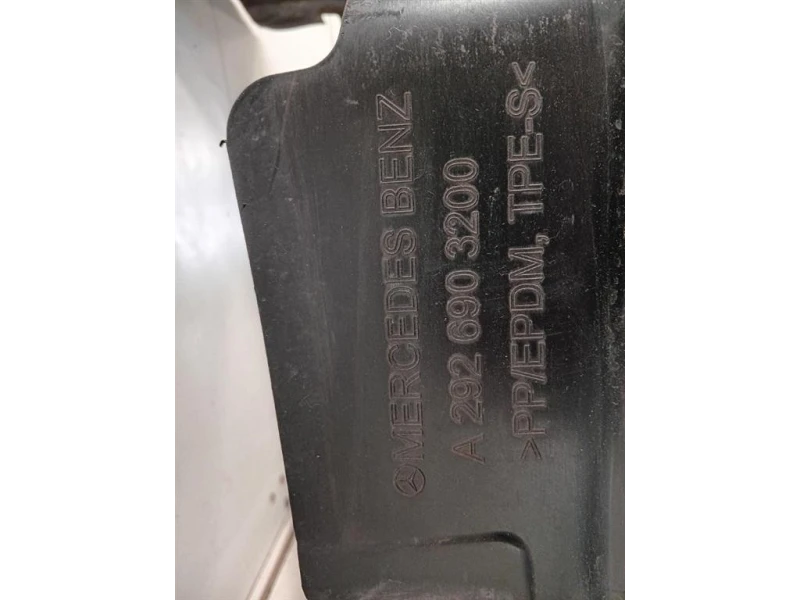 MERCEDES BENZ
A 292 690 3200
>PP/EPDM, TPE-S<